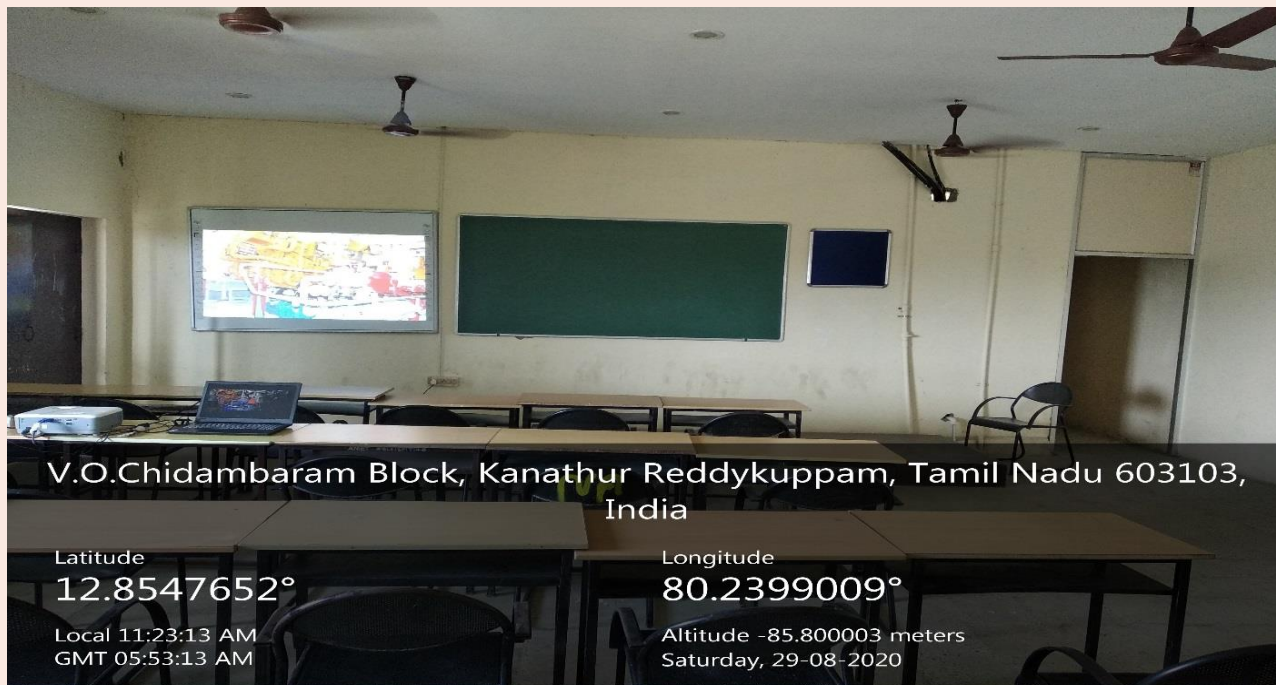 V.O.Chidambaram Block, Kanathur Reddykuppam, Tamil Nadu 603103,
India
Latitude
12.8547652°
Longitude
80.2399009°
Local 11:23:13 AM
GMT 05:53:13 AM
Altitude -85.800003 meters
Saturday, 29-08-2020